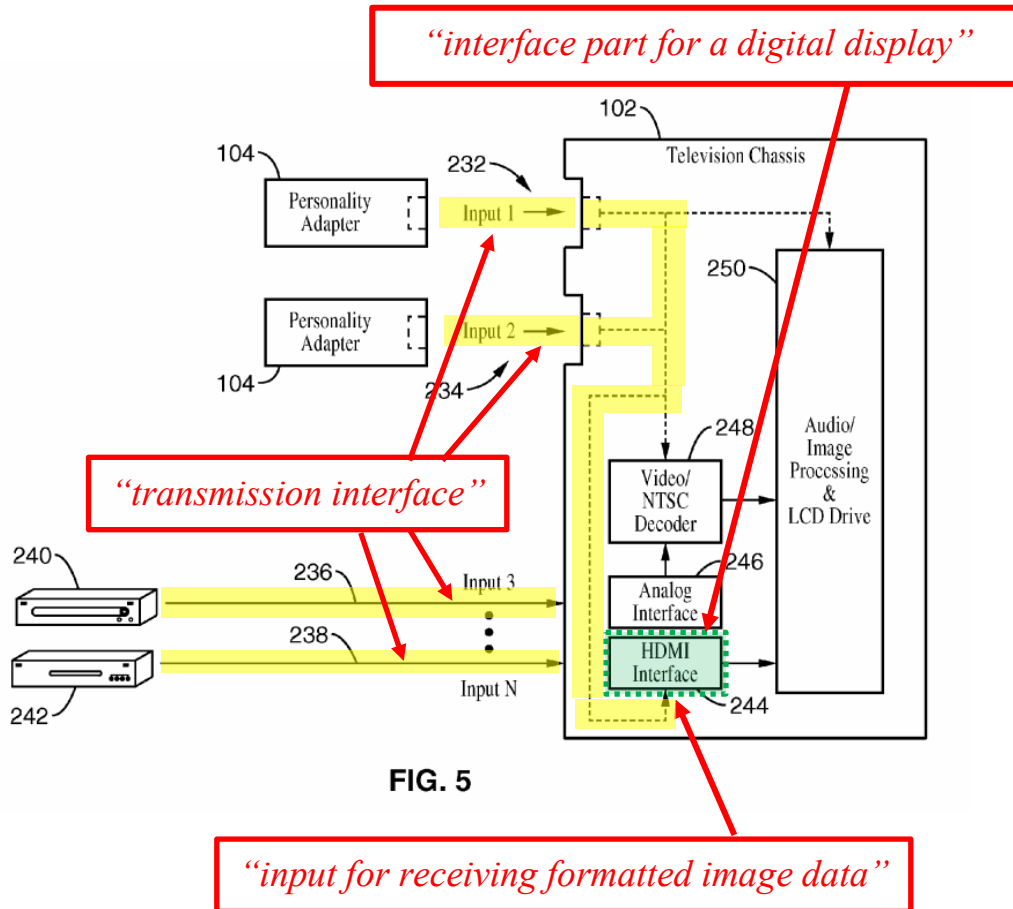 “interface part for a digital display”
102
Television Chassis
104
232
Personality
Adapter
Input 1
250
Personality
Adapter
Input 2
104
234
248
Audio/
Image
Processing
&
LCD Drive
Video/
NTSC
Decoder
“transmission interface”
240
236
Input 3
246
Analog
Interface
238
HDMI
Interface
Input N
242
244
FIG. 5
“input for receiving formatted image data”